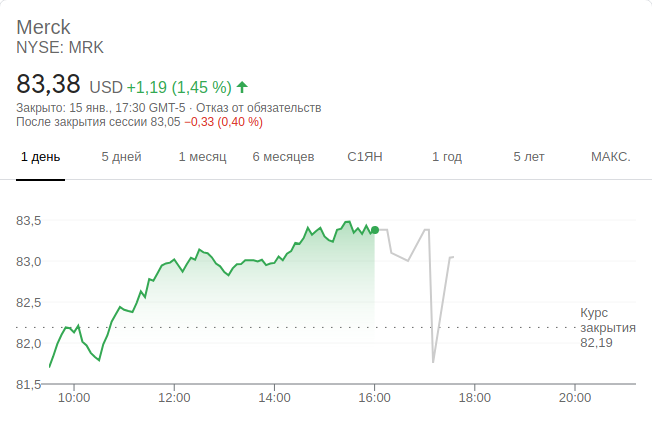 Merck
NYSE: MRK
83,38 USD +1,19 (1,45 %)
Закрыто: 15 янв., 17:30 GMT-5 · Отказ от обязательств
После закрытия сессии 83,05 −0,33 (0,40 %)
1 день 5 дней 1 месяц 6 месяцев С1ЯН 1 год 5 лет МАКС.
83,5
83,0
82,5
Курс
закрытия
82,19
82,0
81,5
10:00 12:00 14:00 16:00 18:00 20:00